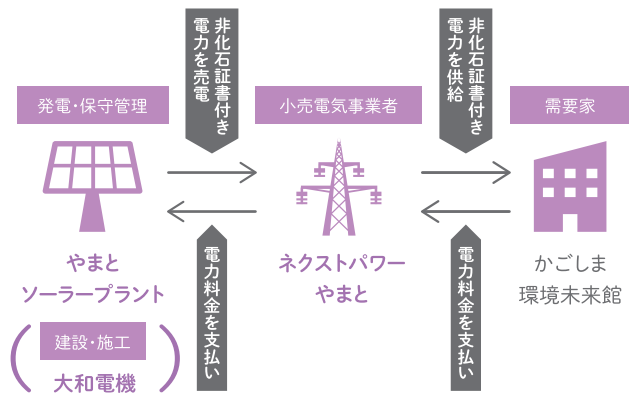 非化石証書付き
電力を売電
非化石証書付き
電力を供給
発電・保守管理
小売電気事業者
需要家
やまと
ソーラープラント
ネクストパワー
やまと
かごしま
環境未来館
電力料金を支払い
電力料金を支払い
建設・施工
大和電機